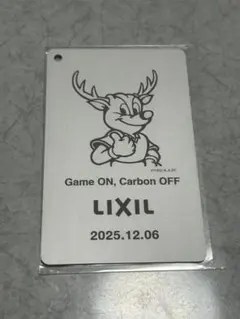 Game ON, Carbon OFF
LIXIL
2025.12.06